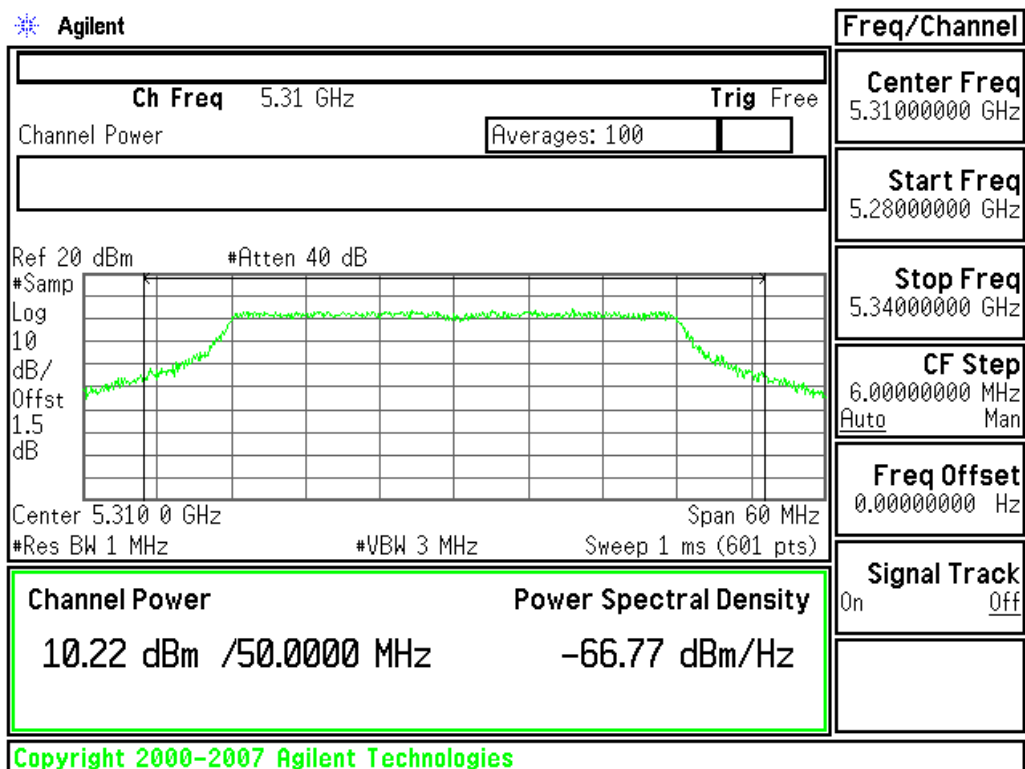 Agilent
Freq/Channel
Ch Freq 5.31 GHz Trig Free
Channel Power Averages: 100
Ref 20 dBm #Atten 40 dB
#Samp
Log
10
dB/
Offst
1.5
dB
Center 5.310 0 GHz Span 60 MHz
#Res BW 1 MHz #VBW 3 MHz Sweep 1 ms (601 pts)
Channel Power Power Spectral Density
10.22 dBm /50.0000 MHz -66.77 dBm/Hz
Center Freq
5.31000000 GHz
Start Freq
5.28000000 GHz
Stop Freq
5.34000000 GHz
CF Step
6.00000000 MHz
Auto Man
Freq Offset
0.00000000 Hz
Signal Track
On Off
Copyright 2000-2007 Agilent Technologies